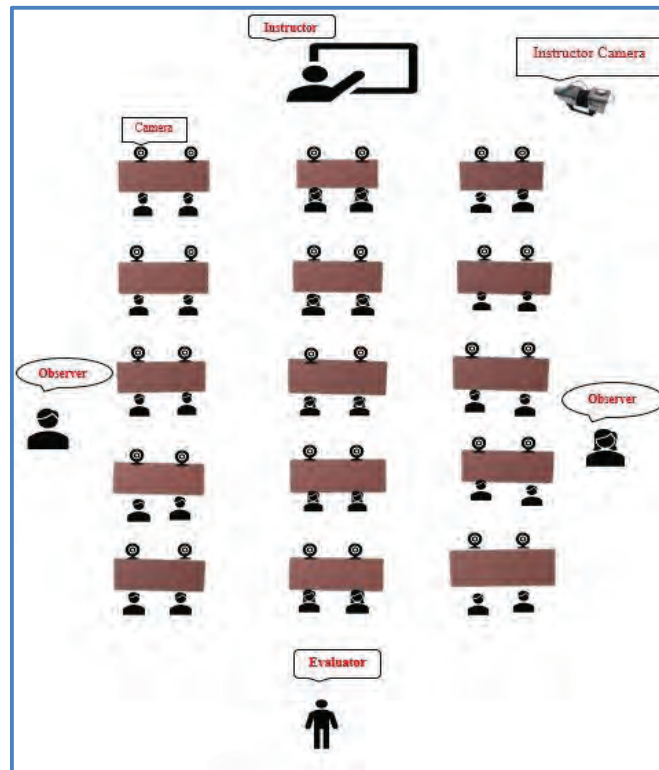 Instructor
Instructor Camera
Camera
Observer
Observer
Evaluator